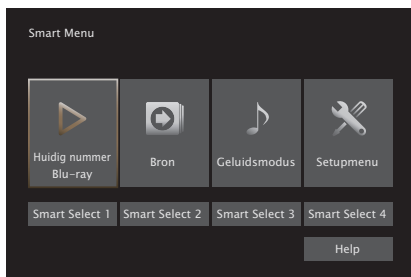 Smart Menu
Huidig nummer
Blu-ray
Bron
Geluidsmodus
Setupmenu
Smart Select 1
Smart Select 2
Smart Select 3
Smart Select 4
Help